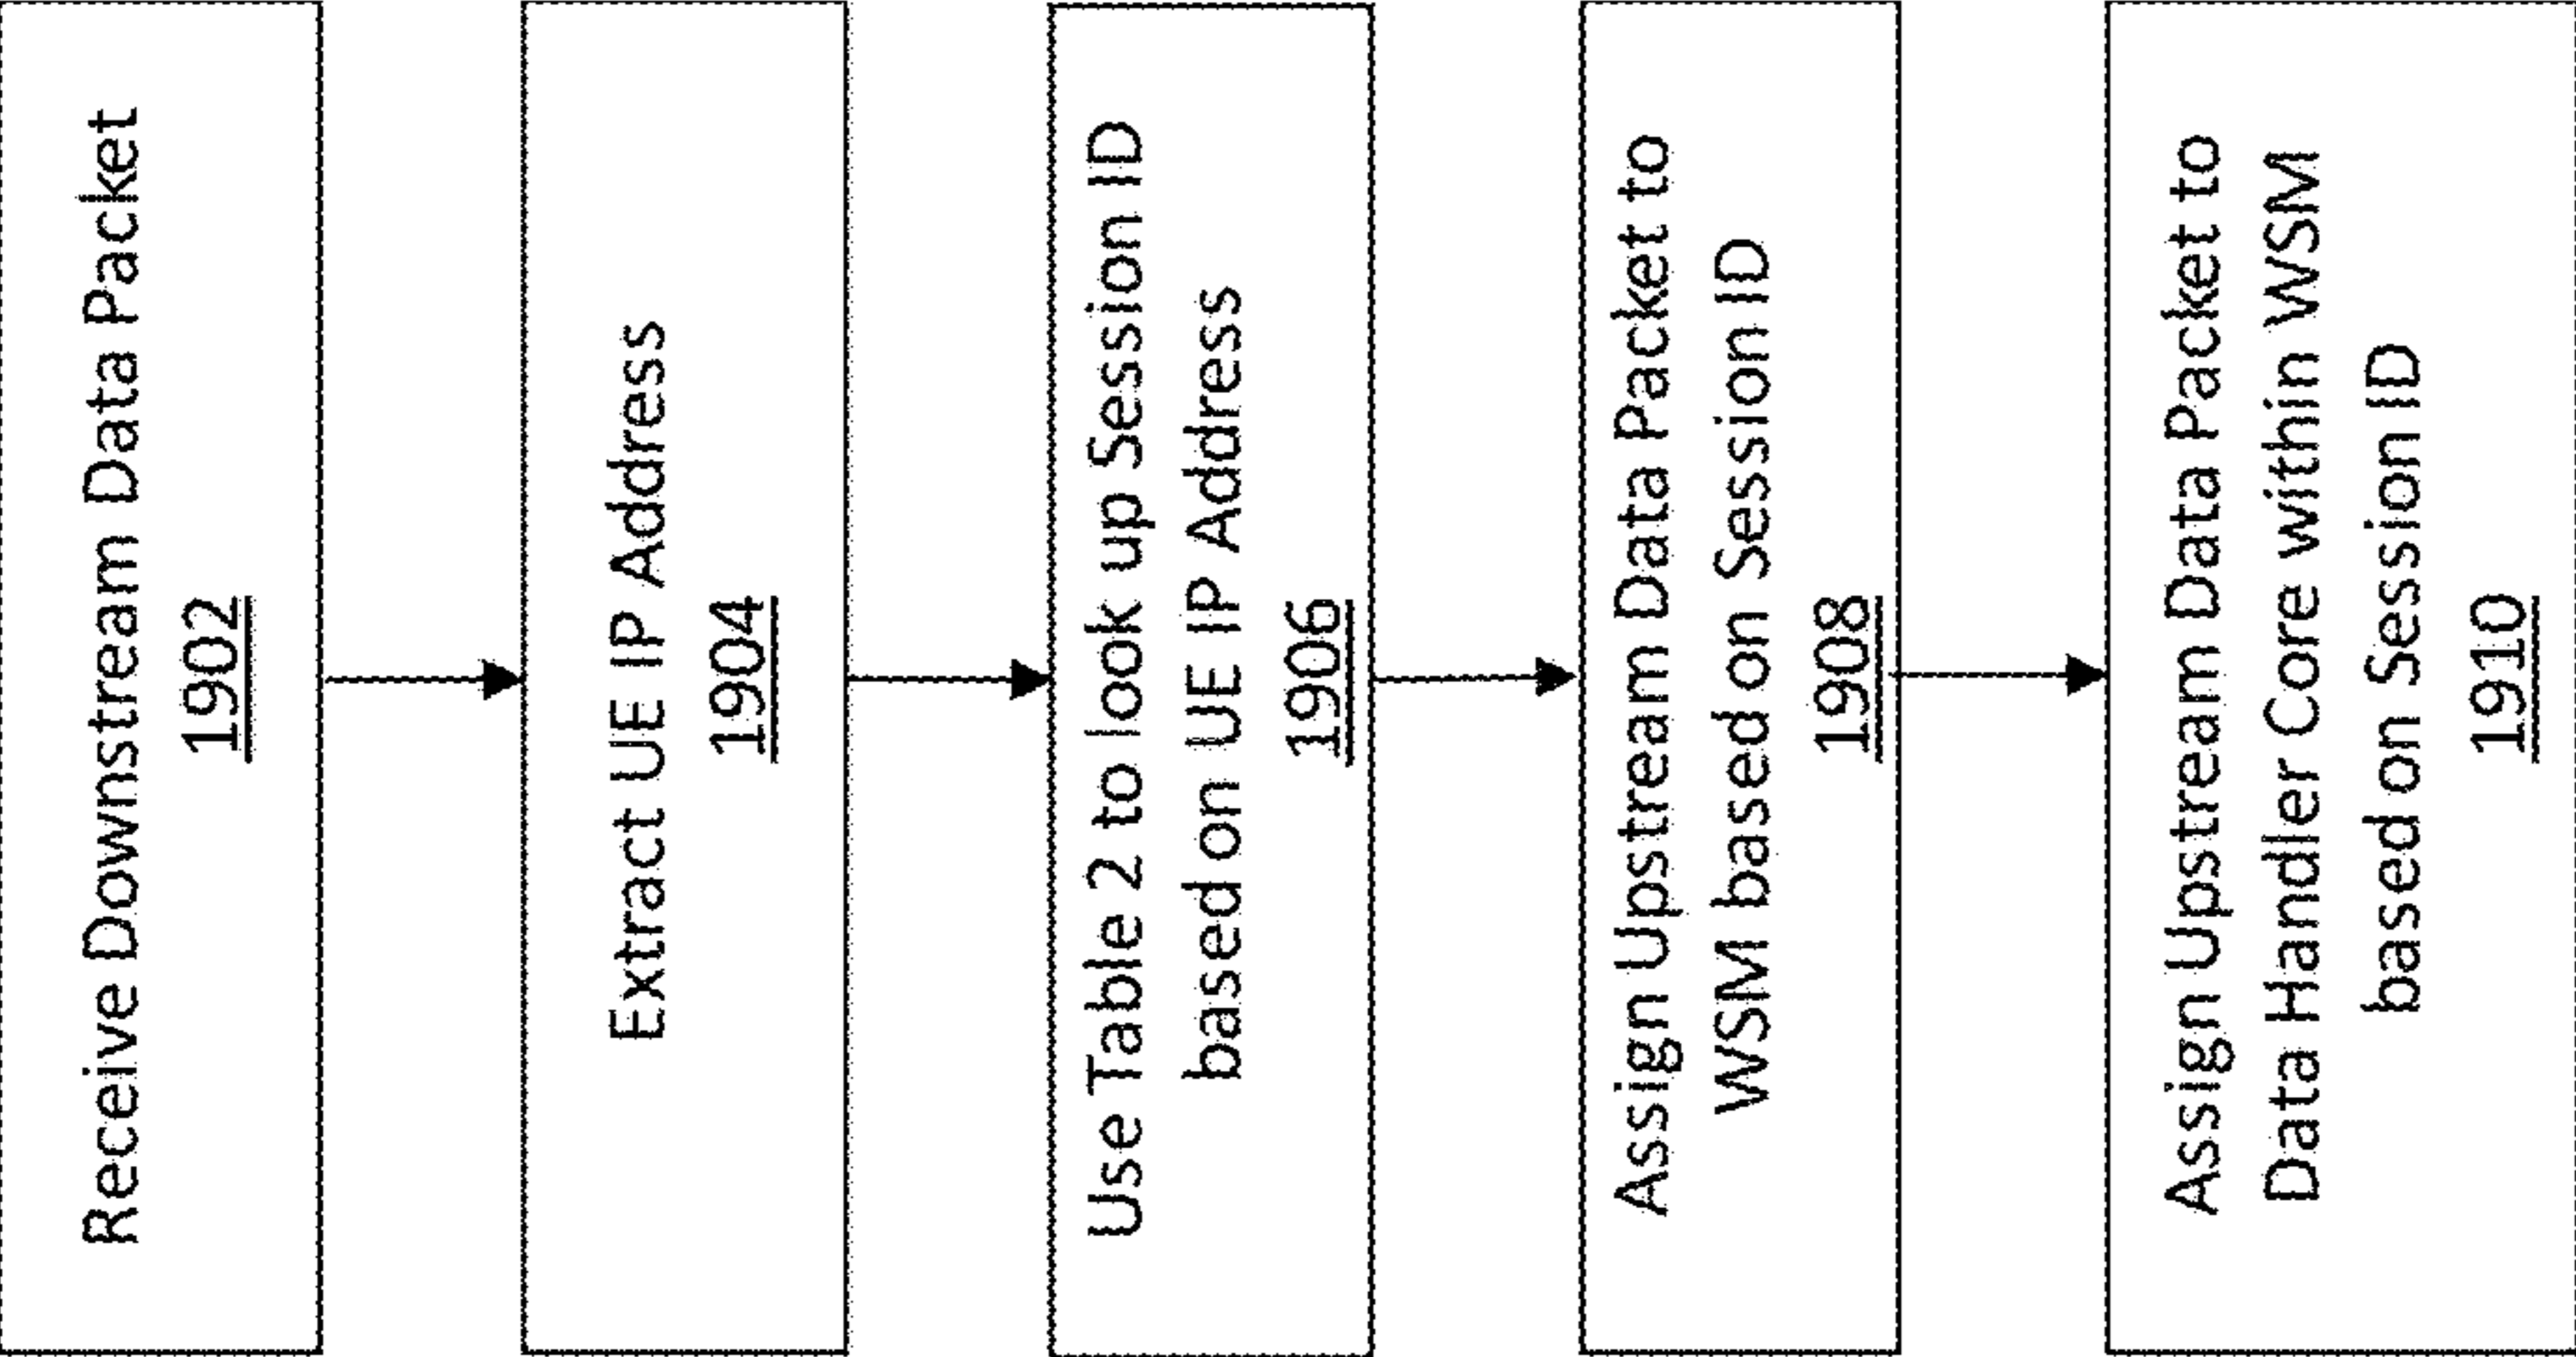 Receive Downstream Data Packet
1902
Extract UE IP Address
1904
Use Table 2 to look up Session ID
based on UE IP Address
1906
Assign Upstream Data Packet to
WSM based on Session ID
1908
Assign Upstream Data Packet to
Data Handler Core within WSM
based on Session ID
1910